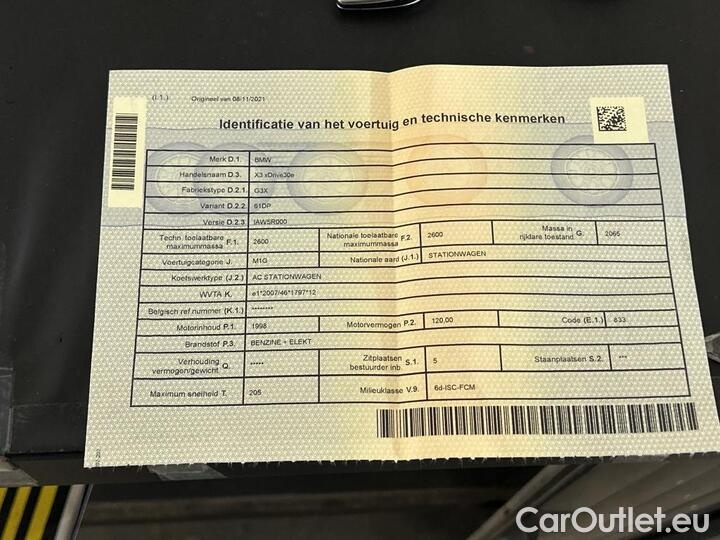 (I.1.) Origineel van 08/11/2021
Identificatie van het voertuig en technische kenmerken
Merk D.1. BMW
Handelsnaam D.3. X3 xDrive30e
Fabriekstype D.2.1. G3X
Variant D.2.2. 61DP
Versie D.2.3. IAW5R000
Techn. toelaatbare maximummassa F.1. 2600 Nationale toelaatbare maximummassa F.2. 2600 Massa in rijklare toestand G. 2065
Voertuigcategorie J. M1G Nationale aard (J.1.) STATIONWAGEN
Koetswerktype (J.2.) AC STATIONWAGEN
WVTA K. e1*2007/46*1797*12
Belgisch ref nummer (K.1.) ********
Motorinhoud P.1. 1998 Motorvermogen P.2. 120,00 Code (E.1.) 833
Brandstof P.3. BENZINE + ELEKT
Verhouding vermogen/gewicht Q. ***** Zitplaatsen bestuurder inb. S.1. 5 Staanplaatsen S.2. ***
Maximum snelheid T. 205 Milieuklasse V.9. 6d-ISC-FCM
CarOutlet.eu